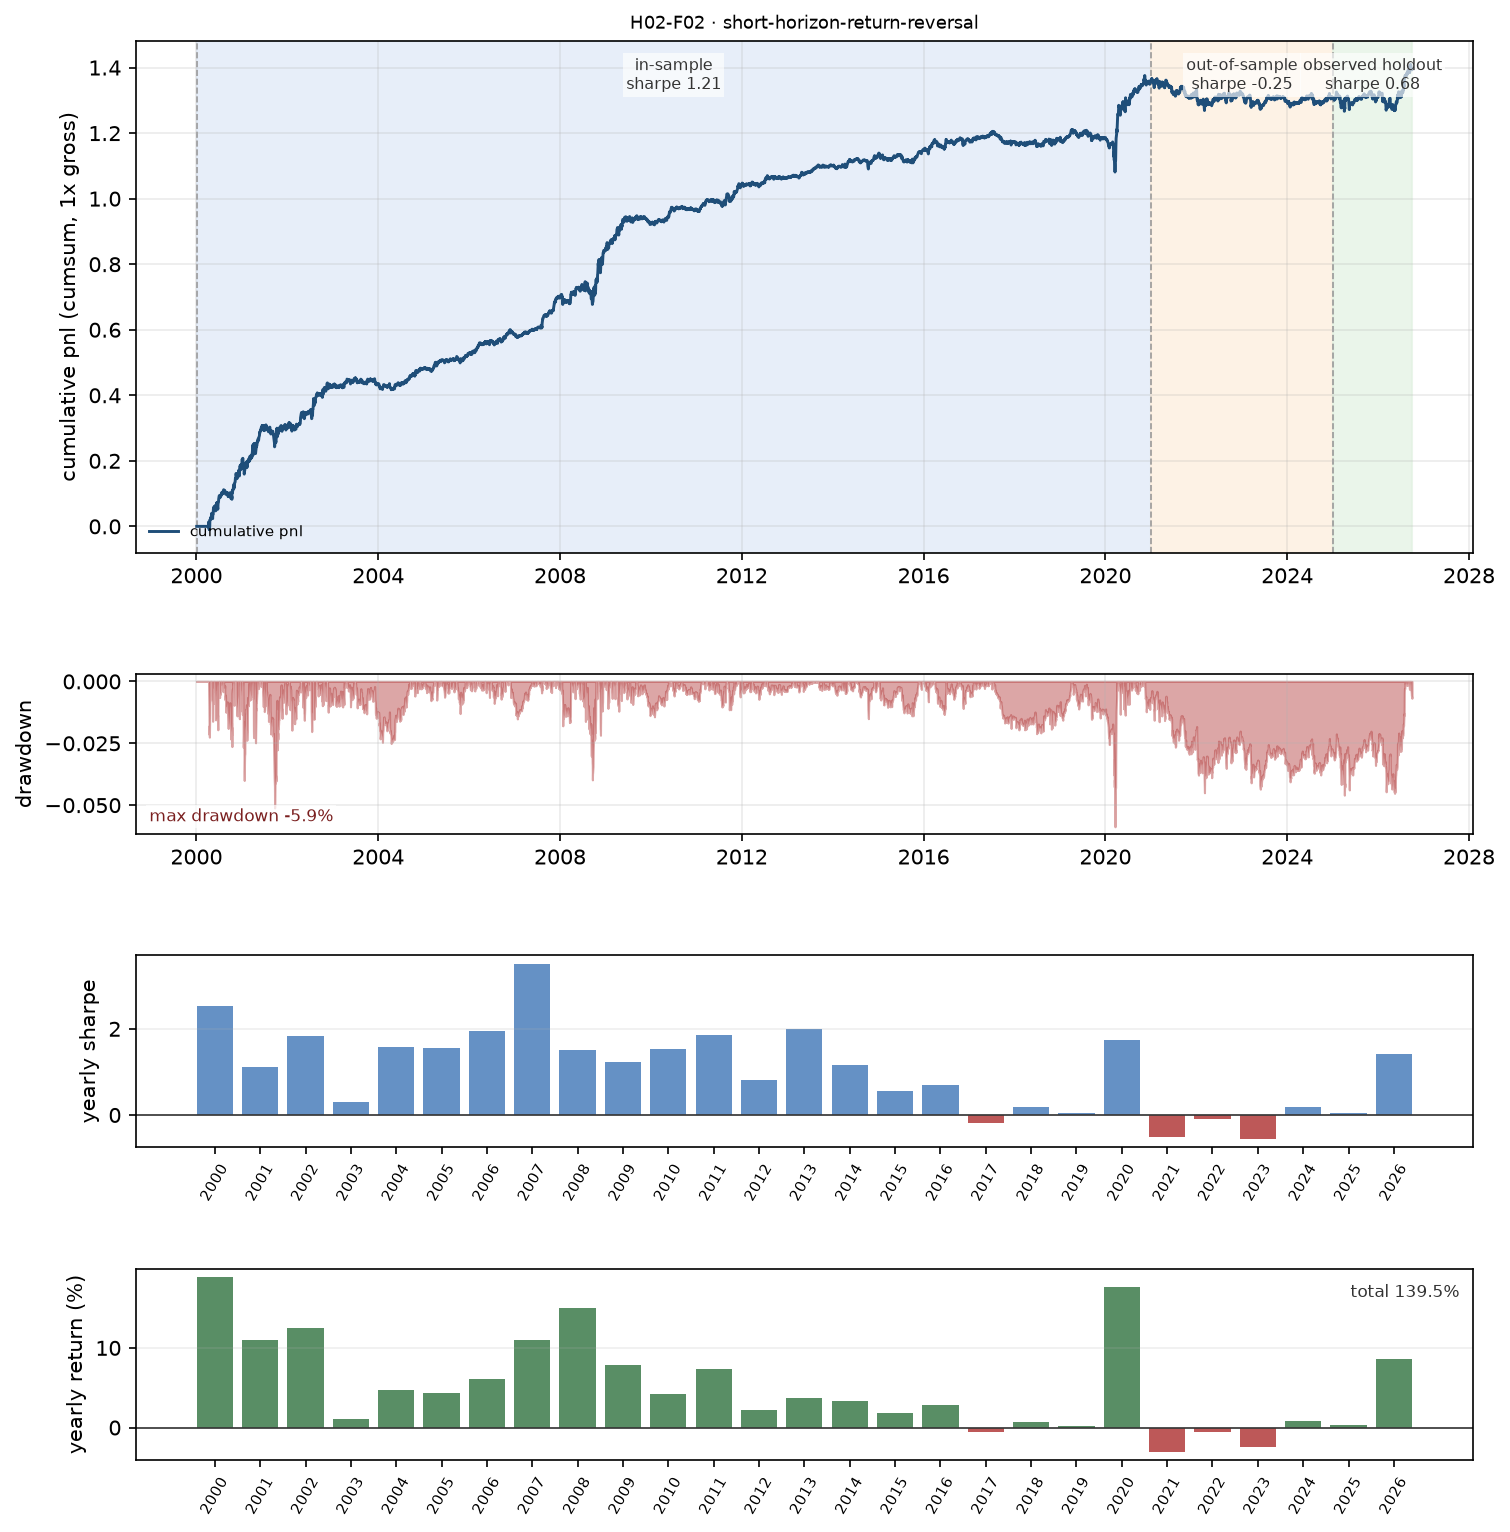 H02-F02 · short-horizon-return-reversal
cumulative pnl (cumsum, 1x gross)
1.4
1.2
1.0
0.8
0.6
0.4
0.2
0.0
in-sample
sharpe 1.21
out-of-sample
sharpe -0.25
observed holdout
sharpe 0.68
cumulative pnl
2000 2004 2008 2012 2016 2020 2024 2028
drawdown
0.000
−0.025
−0.050
max drawdown -5.9%
2000 2004 2008 2012 2016 2020 2024 2028
yearly sharpe
2
0
2000 2001 2002 2003 2004 2005 2006 2007 2008 2009 2010 2011 2012 2013 2014 2015 2016 2017 2018 2019 2020 2021 2022 2023 2024 2025 2026
yearly return (%)
10
0
total 139.5%
2000 2001 2002 2003 2004 2005 2006 2007 2008 2009 2010 2011 2012 2013 2014 2015 2016 2017 2018 2019 2020 2021 2022 2023 2024 2025 2026